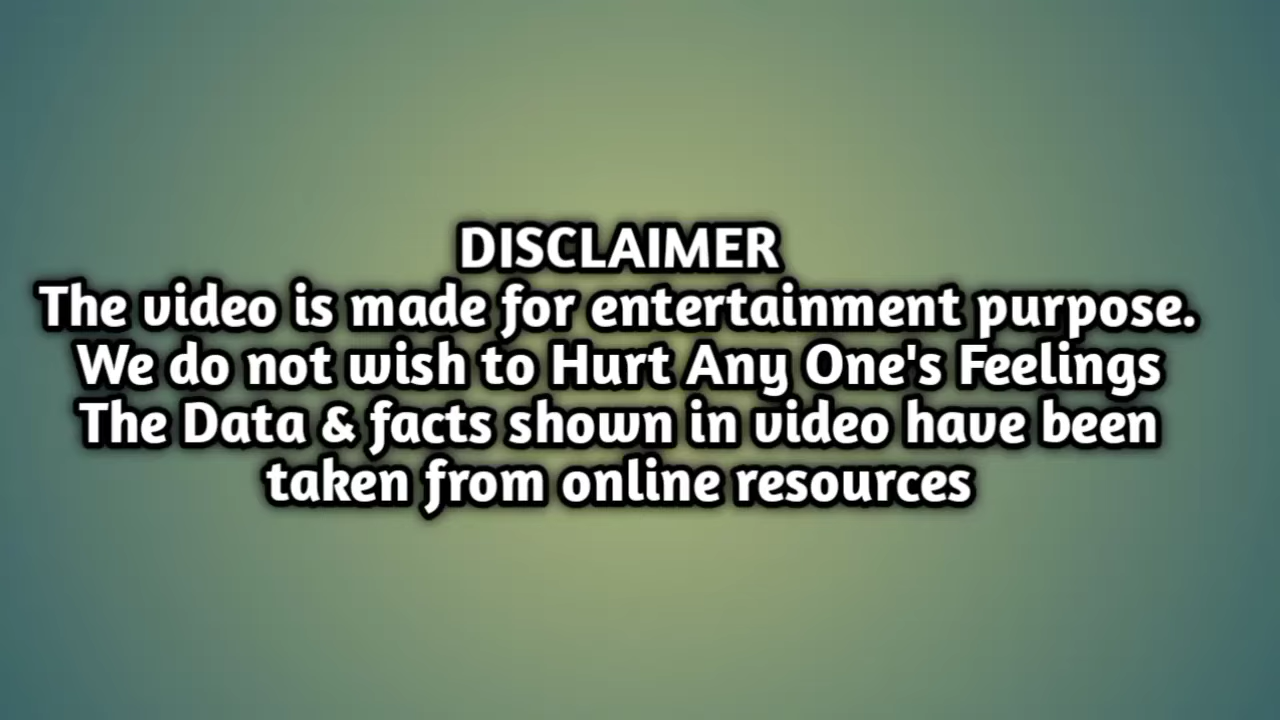 DISCLAIMER
The video is made for entertainment purpose.
We do not wish to Hurt Any One's Feelings
The Data & facts shown in video have been
taken from online resources